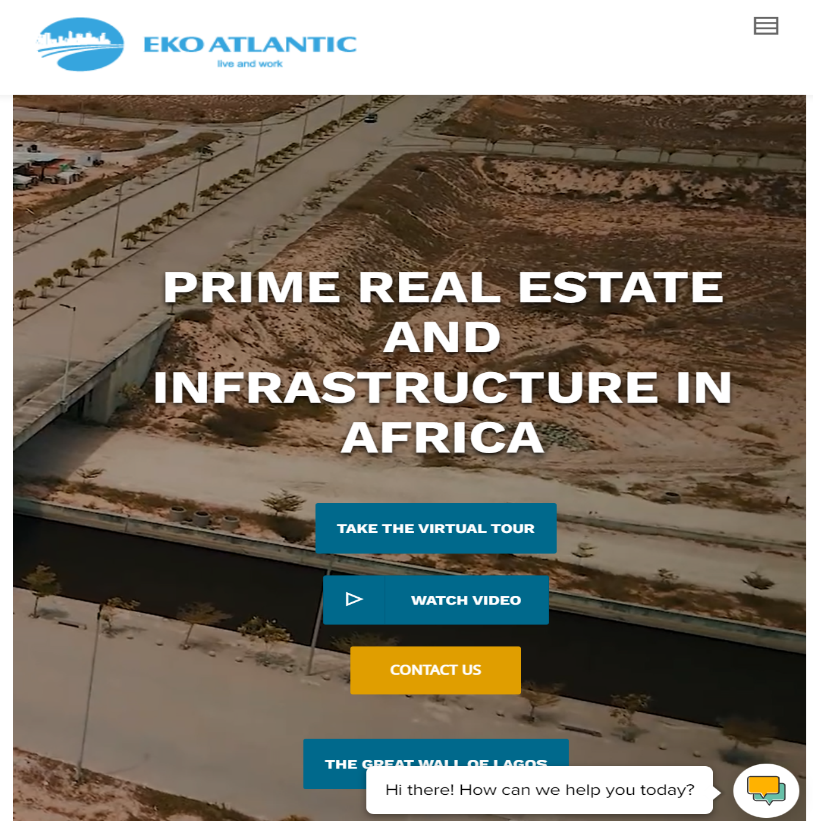 EKO ATLANTIC
live and work
PRIME REAL ESTATE
AND
INFRASTRUCTURE IN
AFRICA
TAKE THE VIRTUAL TOUR
WATCH VIDEO
CONTACT US
THE GREAT WALL OF LAGOS
Hi there! How can we help you today?